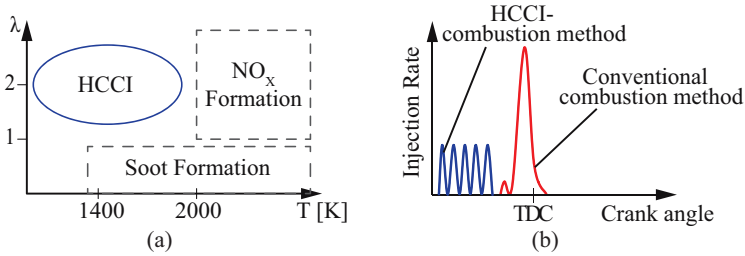 λ
2
1
HCCI
NOX
Formation
Soot Formation
1400
2000
T [K]
(a)
Injection Rate
HCCI-
combustion method
Conventional
combustion method
TDC
Crank angle
(b)